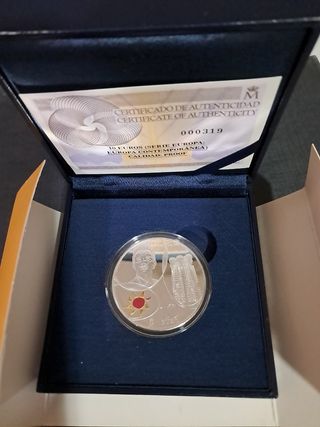 M
CERTIFICADO DE AUTENTICIDAD
CERTIFICATE OF AUTHENTICITY
000319
10 EUROS (SERIE EUROPA
EUROPA CONTEMPORÁNEA)
CALIDAD: PROOF